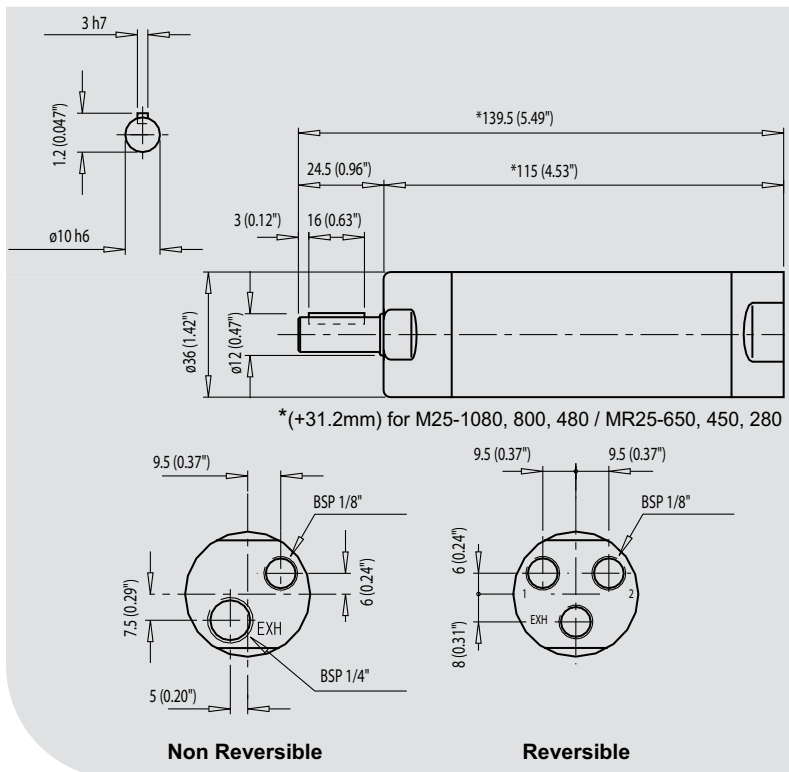 3 h7
1.2 (0.047")
ø10 h6
*139.5 (5.49")
24.5 (0.96")
*115 (4.53")
3 (0.12")
16 (0.63")
ø36 (1.42")
ø12 (0.47")
*(+31.2mm) for M25-1080, 800, 480 / MR25-650, 450, 280
9.5 (0.37")
BSP 1/8"
6 (0.24")
7.5 (0.29")
EXH
BSP 1/4"
5 (0.20")
Non Reversible
9.5 (0.37")
9.5 (0.37")
BSP 1/8"
6 (0.24")
1
2
EXH
8 (0.31")
Reversible